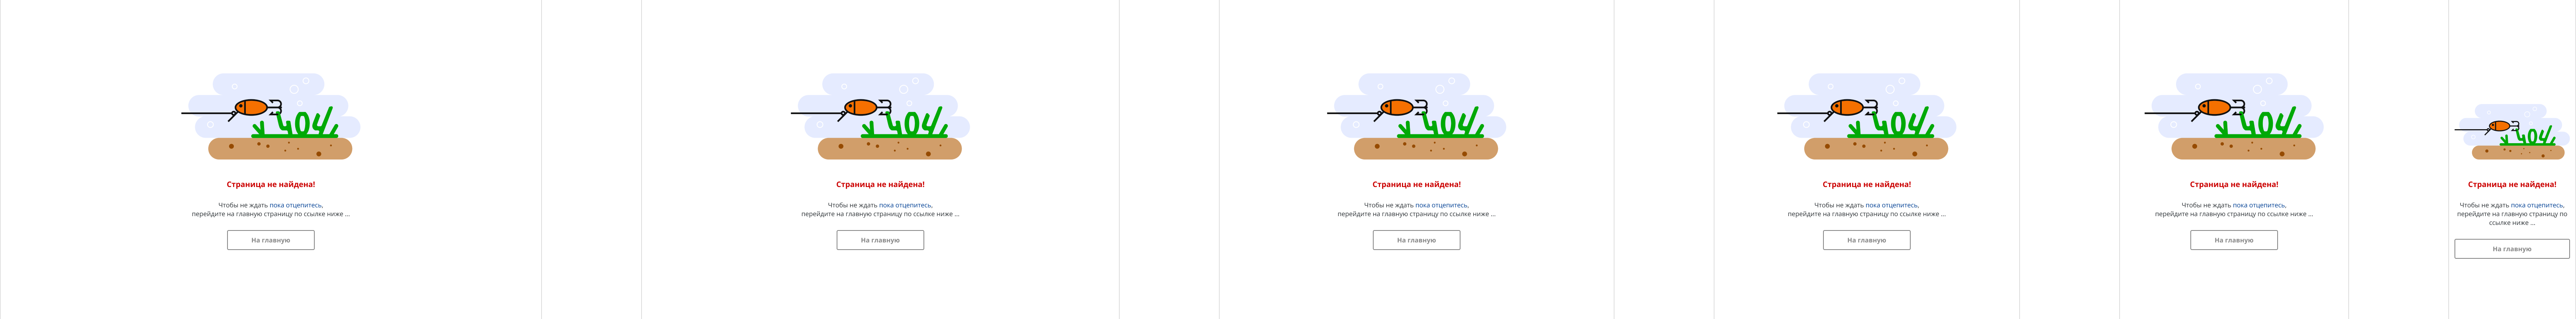 404
Страница не найдена!
Чтобы не ждать пока отцепитесь,
перейдите на главную страницу по ссылке ниже ...
На главную
404
Страница не найдена!
Чтобы не ждать пока отцепитесь,
перейдите на главную страницу по ссылке ниже ...
На главную
404
Страница не найдена!
Чтобы не ждать пока отцепитесь,
перейдите на главную страницу по ссылке ниже ...
На главную
404
Страница не найдена!
Чтобы не ждать пока отцепитесь,
перейдите на главную страницу по ссылке ниже ...
На главную
404
Страница не найдена!
Чтобы не ждать пока отцепитесь,
перейдите на главную страницу по ссылке ниже ...
На главную
404
Страница не найдена!
Чтобы не ждать пока отцепитесь,
перейдите на главную страницу по
ссылке ниже ...
На главную